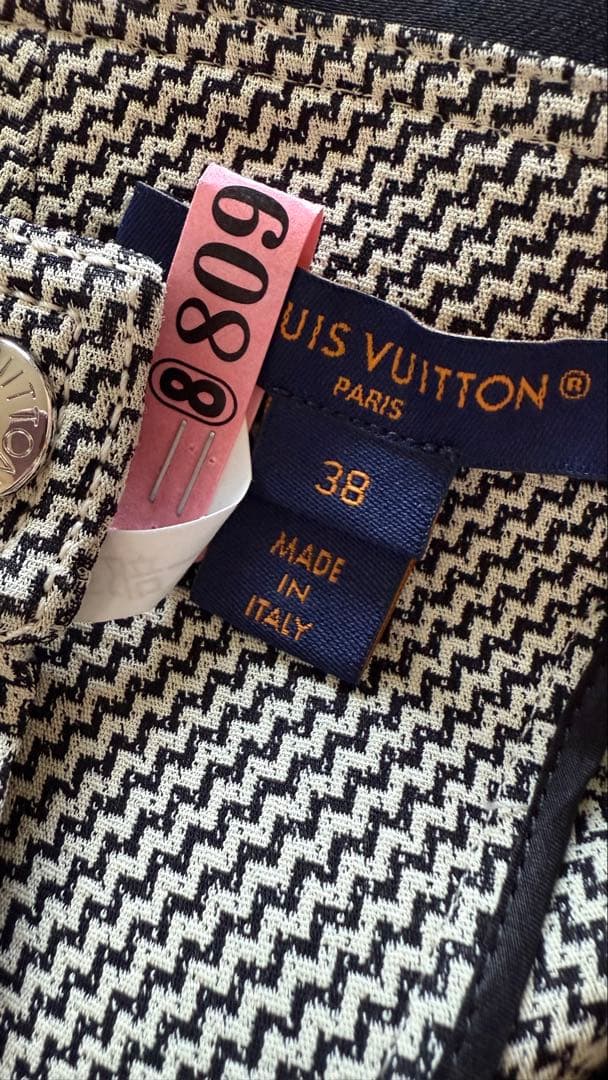 8 809
UIS VUITTON®
PARIS
38
MADE
IN
ITALY